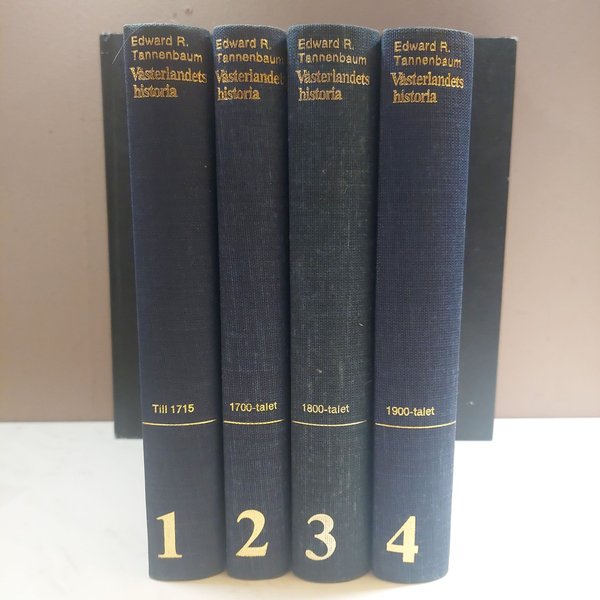 Edward R.
Tannenbaum
Västerlandets
historia
Till 1715
1
Edward R.
Tannenbaum
Västerlandets
historia
1700-talet
2
Edward R.
Tannenbaum
Västerlandets
historia
1800-talet
3
Edward R.
Tannenbaum
Västerlandets
historia
1900-talet
4